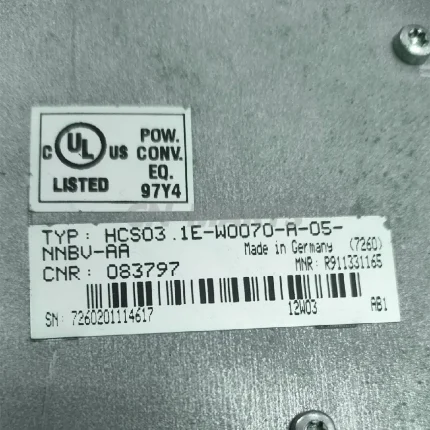 C UL US
LISTED
POW.
CONV.
EQ.
97Y4
TYP: HCS03.1E-W0070-A-05-
NNBV-AA Made in Germany (7260)
CNR: 083797 MNR: R911331165
SN: 7260201114617 12W03 AB1